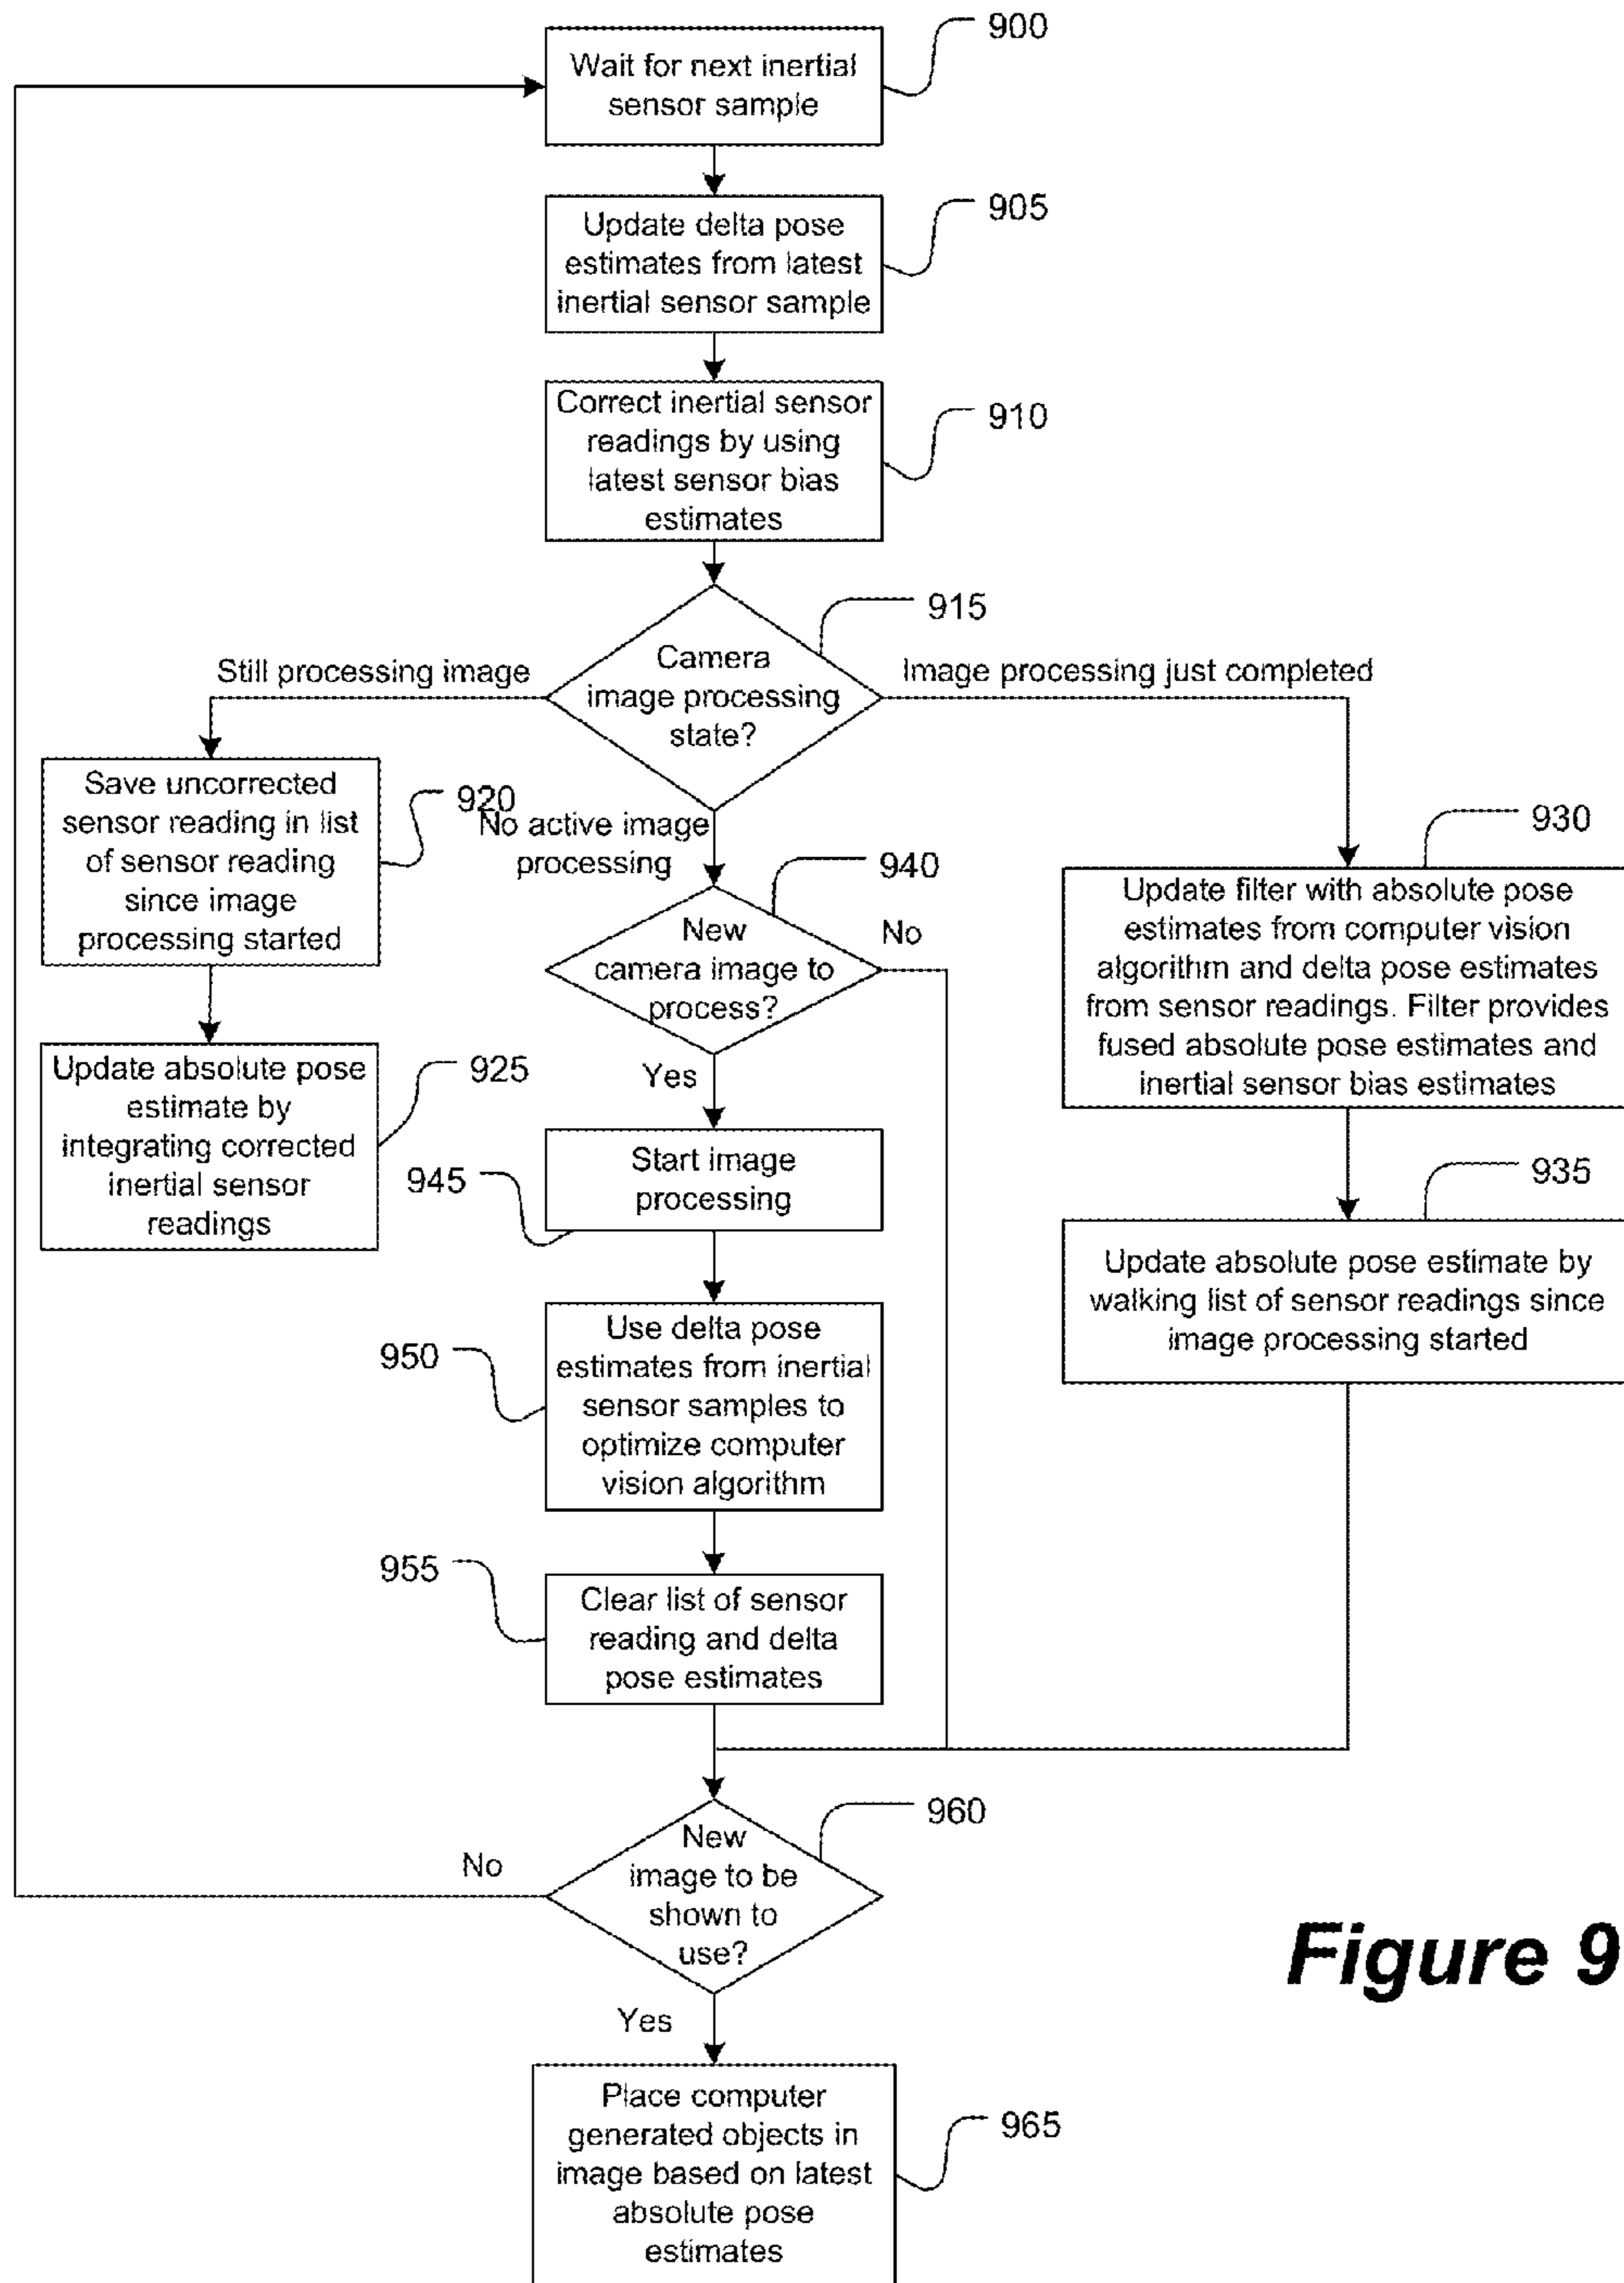 900
Wait for next inertial
sensor sample
905
Update delta pose
estimates from latest
inertial sensor sample
910
Correct inertial sensor
readings by using
latest sensor bias
estimates
915
Camera
image processing
state?
Still processing image
Image processing just completed
No active image
processing
920
Save uncorrected
sensor reading in list
of sensor reading
since image
processing started
925
Update absolute pose
estimate by
integrating corrected
inertial sensor
readings
930
Update filter with absolute pose
estimates from computer vision
algorithm and delta pose estimates
from sensor readings. Filter provides
fused absolute pose estimates and
inertial sensor bias estimates
935
Update absolute pose estimate by
walking list of sensor readings since
image processing started
940
New
camera image to
process?
No
Yes
945
Start image
processing
950
Use delta pose
estimates from inertial
sensor samples to
optimize computer
vision algorithm
955
Clear list of sensor
reading and delta
pose estimates
960
New
image to be
shown to
use?
No
Yes
965
Place computer
generated objects in
image based on latest
absolute pose
estimates
Figure 9